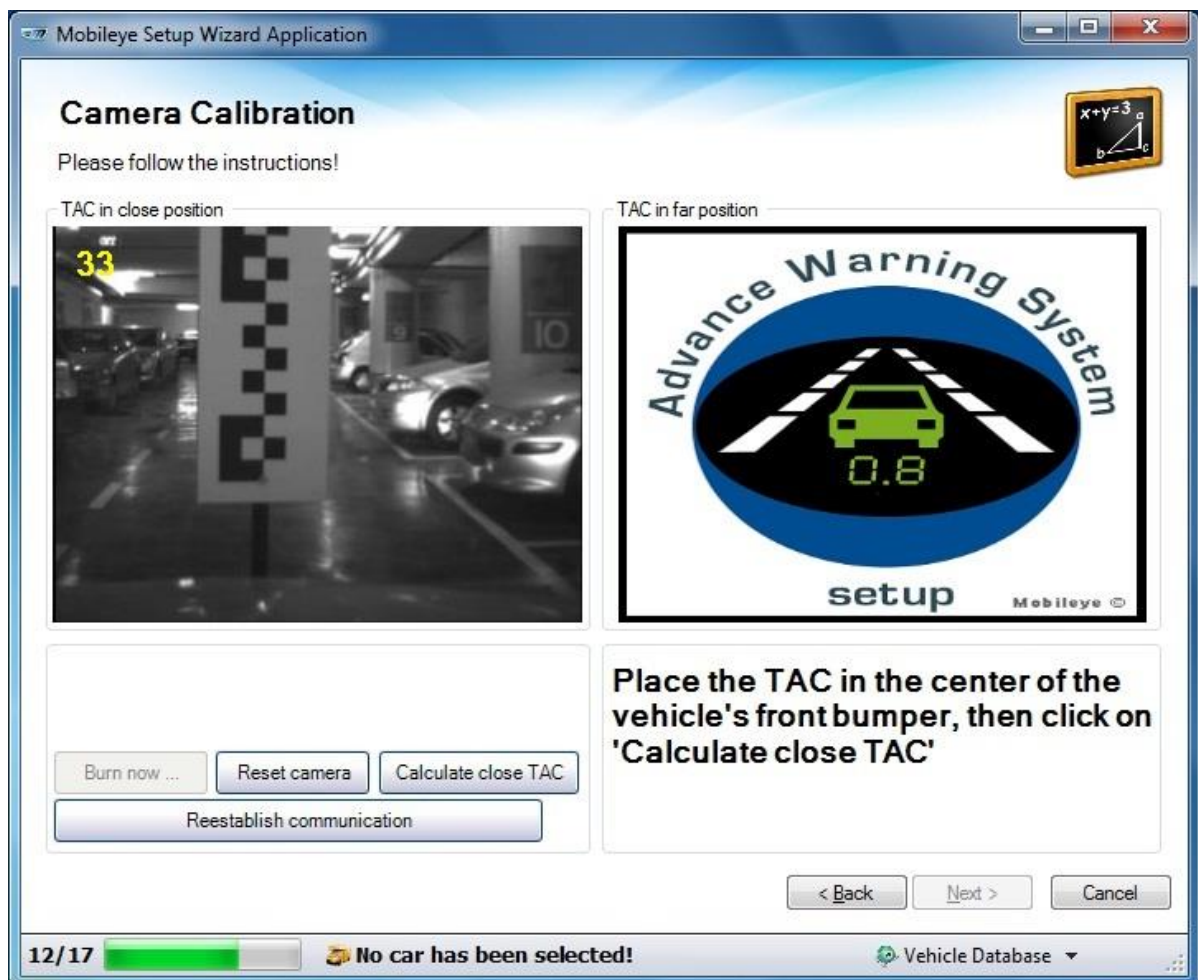 Mobileye Setup Wizard Application
Camera Calibration
Please follow the instructions!
x+y=3
a
b
c
TAC in close position
TAC in far position
33
9
10
Advance Warning System
0.8
setup
Mobileye ©
Place the TAC in the center of the
vehicle's front bumper, then click on
'Calculate close TAC'
Burn now ...
Reset camera
Calculate close TAC
Reestablish communication
< Back
Next >
Cancel
12/17
No car has been selected!
Vehicle Database